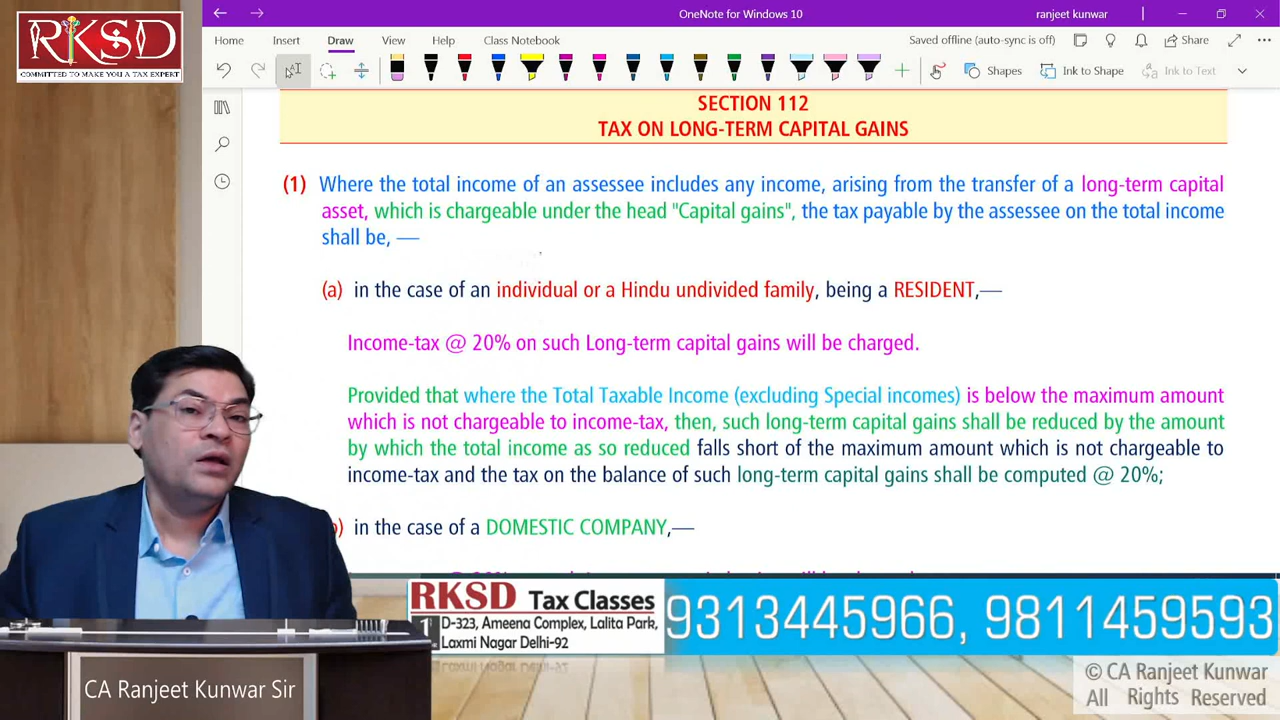 RKSD
COMMITTED TO MAKE YOU A TAX EXPERT
OneNote for Windows 10
ranjeet kunwar
Home Insert Draw View Help Class Notebook
Saved offline (auto-sync is off)
Share
Shapes
Ink to Shape
Ink to Text
SECTION 112
TAX ON LONG-TERM CAPITAL GAINS
(1) Where the total income of an assessee includes any income, arising from the transfer of a long-term capital
asset, which is chargeable under the head "Capital gains", the tax payable by the assessee on the total income
shall be, —
(a) in the case of an individual or a Hindu undivided family, being a RESIDENT,—
Income-tax @ 20% on such Long-term capital gains will be charged.
Provided that where the Total Taxable Income (excluding Special incomes) is below the maximum amount
which is not chargeable to income-tax, then, such long-term capital gains shall be reduced by the amount
by which the total income as so reduced falls short of the maximum amount which is not chargeable to
income-tax and the tax on the balance of such long-term capital gains shall be computed @ 20%;
) in the case of a DOMESTIC COMPANY,—
RKSD Tax Classes
D-323, Ameena Complex, Lalita Park,
Laxmi Nagar Delhi-92
9313445966, 9811459593
CA Ranjeet Kunwar Sir
© CA Ranjeet Kunwar
All Rights Reserved